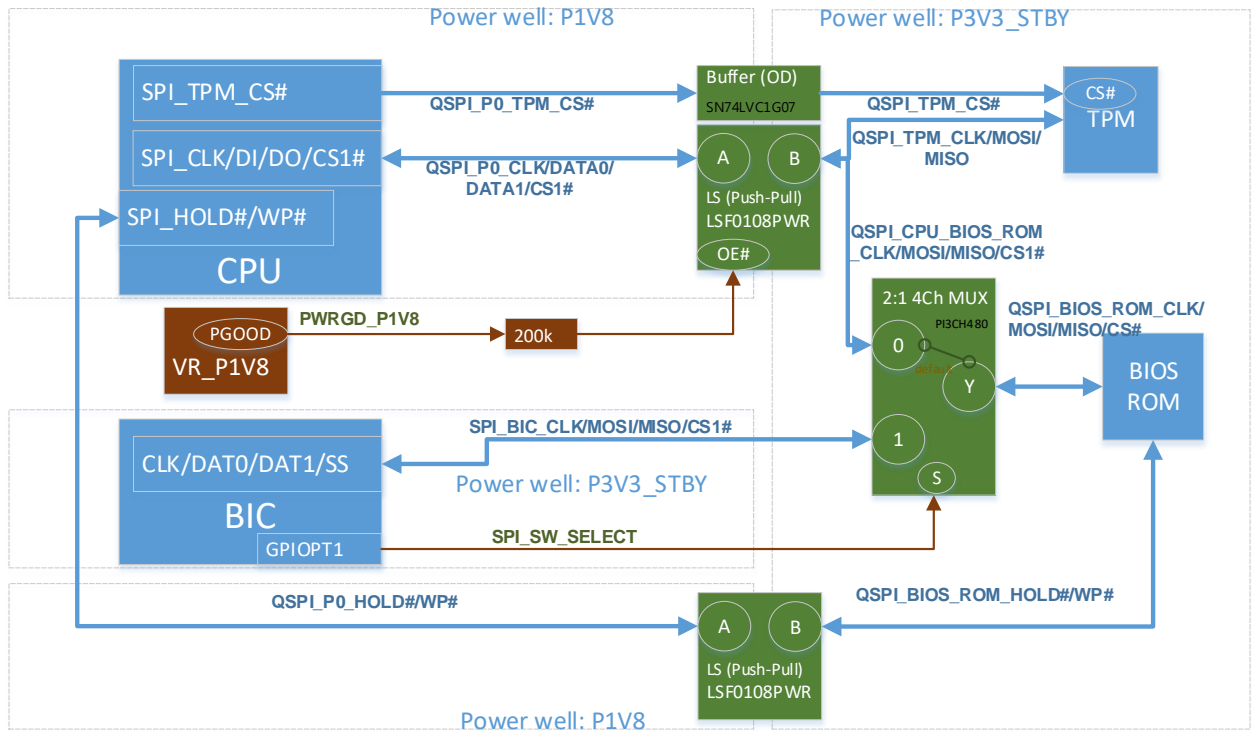 Power well: P1V8
Power well: P3V3_STBY
SPI_TPM_CS#
QSPI_P0_TPM_CS#
Buffer (OD)
SN74LVC1G07
QSPI_TPM_CS#
CS#
TPM
SPI_CLK/DI/DO/CS1#
QSPI_P0_CLK/DATA0/
DATA1/CS1#
A
B
QSPI_TPM_CLK/MOSI/
MISO
LS (Push-Pull)
LSF0108PWR
OE#
SPI_HOLD#/WP#
CPU
QSPI_CPU_BIOS_ROM
_CLK/MOSI/MISO/CS1#
PGOOD
VR_P1V8
PWRGD_P1V8
200k
2:1 4Ch MUX
PI3CH480
0
default
Y
1
S
QSPI_BIOS_ROM_CLK/
MOSI/MISO/CS#
BIOS
ROM
CLK/DAT0/DAT1/SS
BIC
GPIOPT1
SPI_BIC_CLK/MOSI/MISO/CS1#
Power well: P3V3_STBY
SPI_SW_SELECT
QSPI_P0_HOLD#/WP#
A
B
LS (Push-Pull)
LSF0108PWR
QSPI_BIOS_ROM_HOLD#/WP#
Power well: P1V8